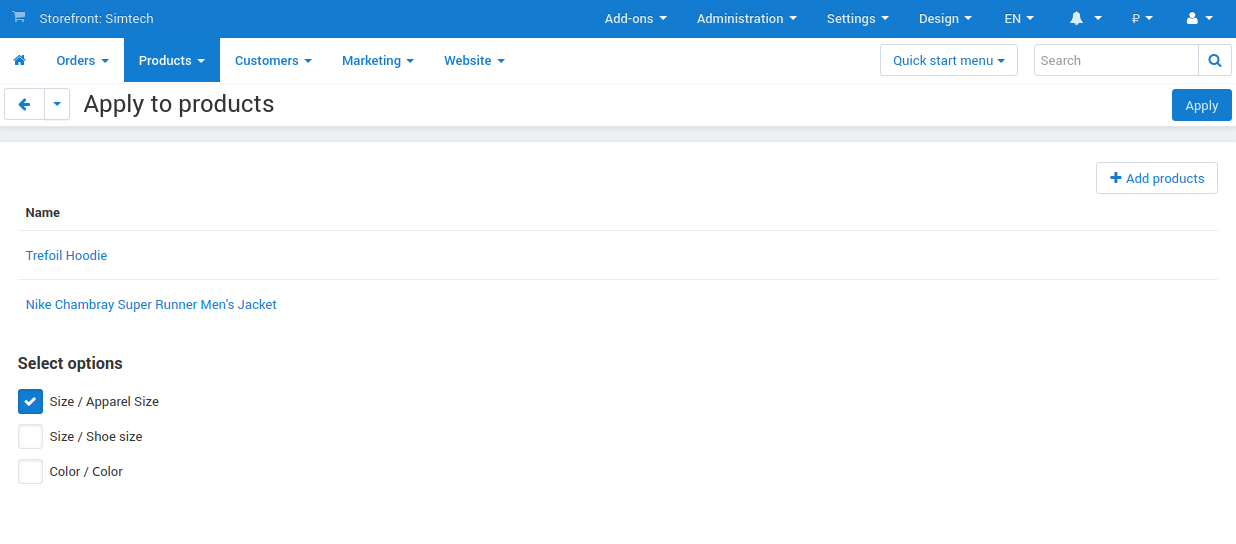 Storefront: Simtech Add-ons Administration Settings Design EN ₽
Orders Products Customers Marketing Website Quick start menu Search
Apply to products Apply
Add products
Name
Trefoil Hoodie
Nike Chambray Super Runner Men's Jacket
Select options
Size / Apparel Size
Size / Shoe size
Color / Color